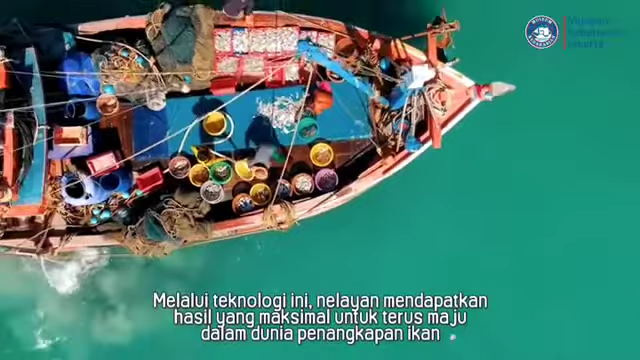 Melalui teknologi ini, nelayan mendapatkan
hasil yang maksimal untuk terus maju
dalam dunia penangkapan ikan